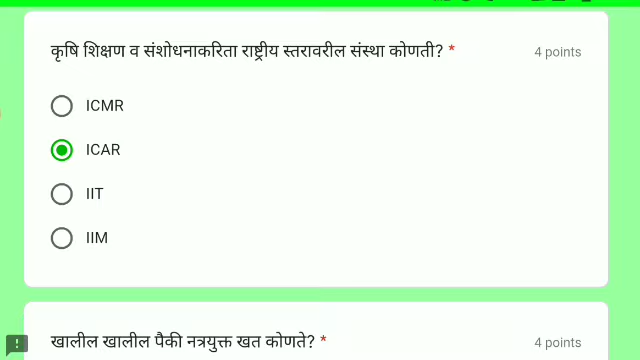 कृषि शिक्षण व संशोधनाकरिता राष्ट्रीय स्तरावरील संस्था कोणती? * 4 points
ICMR
ICAR
IIT
IIM
खालील खालील पैकी नत्रयुक्त खत कोणते? * 4 points